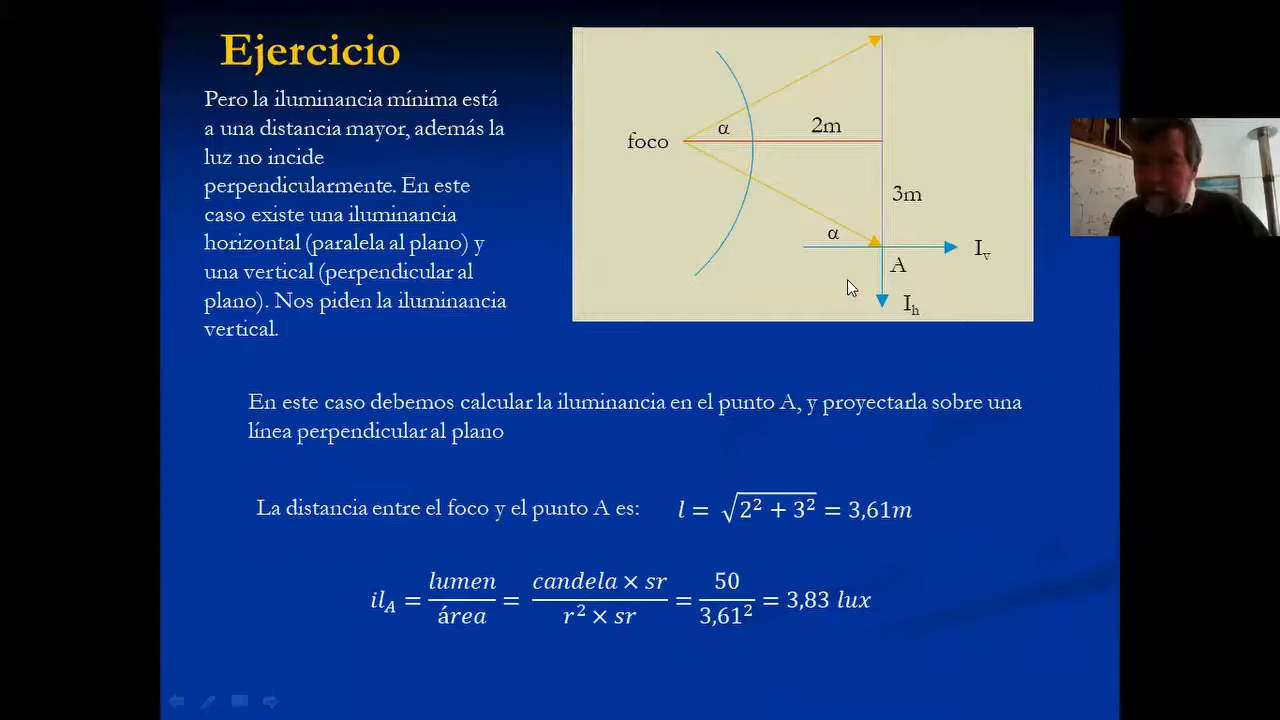 Ejercicio
Pero la iluminancia mínima está
a una distancia mayor, además la
luz no incide
perpendicularmente. En este
caso existe una iluminancia
horizontal (paralela al plano) y
una vertical (perpendicular al
plano). Nos piden la iluminancia
vertical.
α
2m
foco
3m
α
I_v
A
I_h
En este caso debemos calcular la iluminancia en el punto A, y proyectarla sobre una
línea perpendicular al plano
La distancia entre el foco y el punto A es: l = √(2² + 3²) = 3,61m
il_A = lumen/área = (candela × sr)/(r² × sr) = 50/3,61² = 3,83 lux